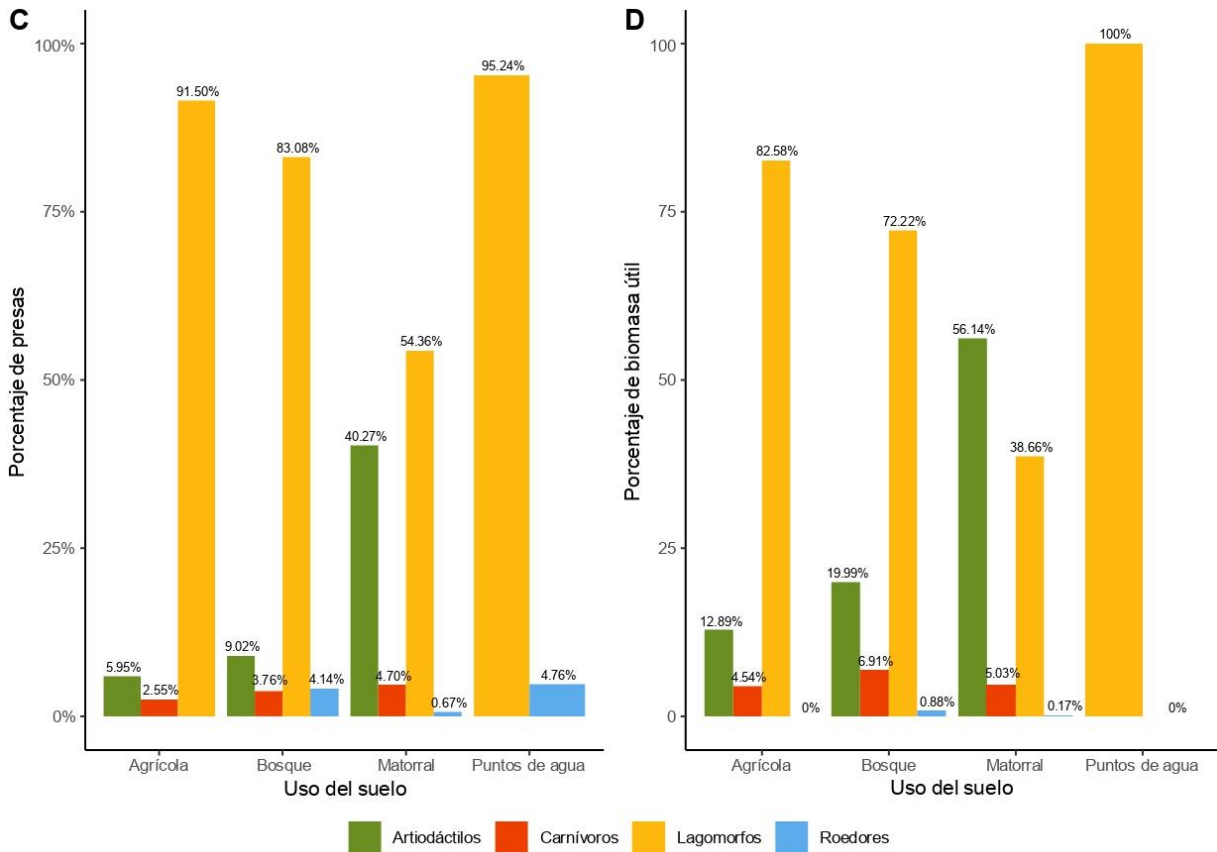 C
Porcentaje de presas
100%
75%
50%
25%
0%
5.95%
2.55%
91.50%
9.02%
3.76%
83.08%
4.14%
40.27%
4.70%
54.36%
0.67%
95.24%
4.76%
Agrícola
Bosque
Matorral
Puntos de agua
Uso del suelo
D
Porcentaje de biomasa útil
100
75
50
25
0
12.89%
4.54%
82.58%
0%
19.99%
6.91%
72.22%
0.88%
56.14%
5.03%
38.66%
0.17%
100%
0%
Agrícola
Bosque
Matorral
Puntos de agua
Uso del suelo
Artiodáctilos
Carnívoros
Lagomorfos
Roedores